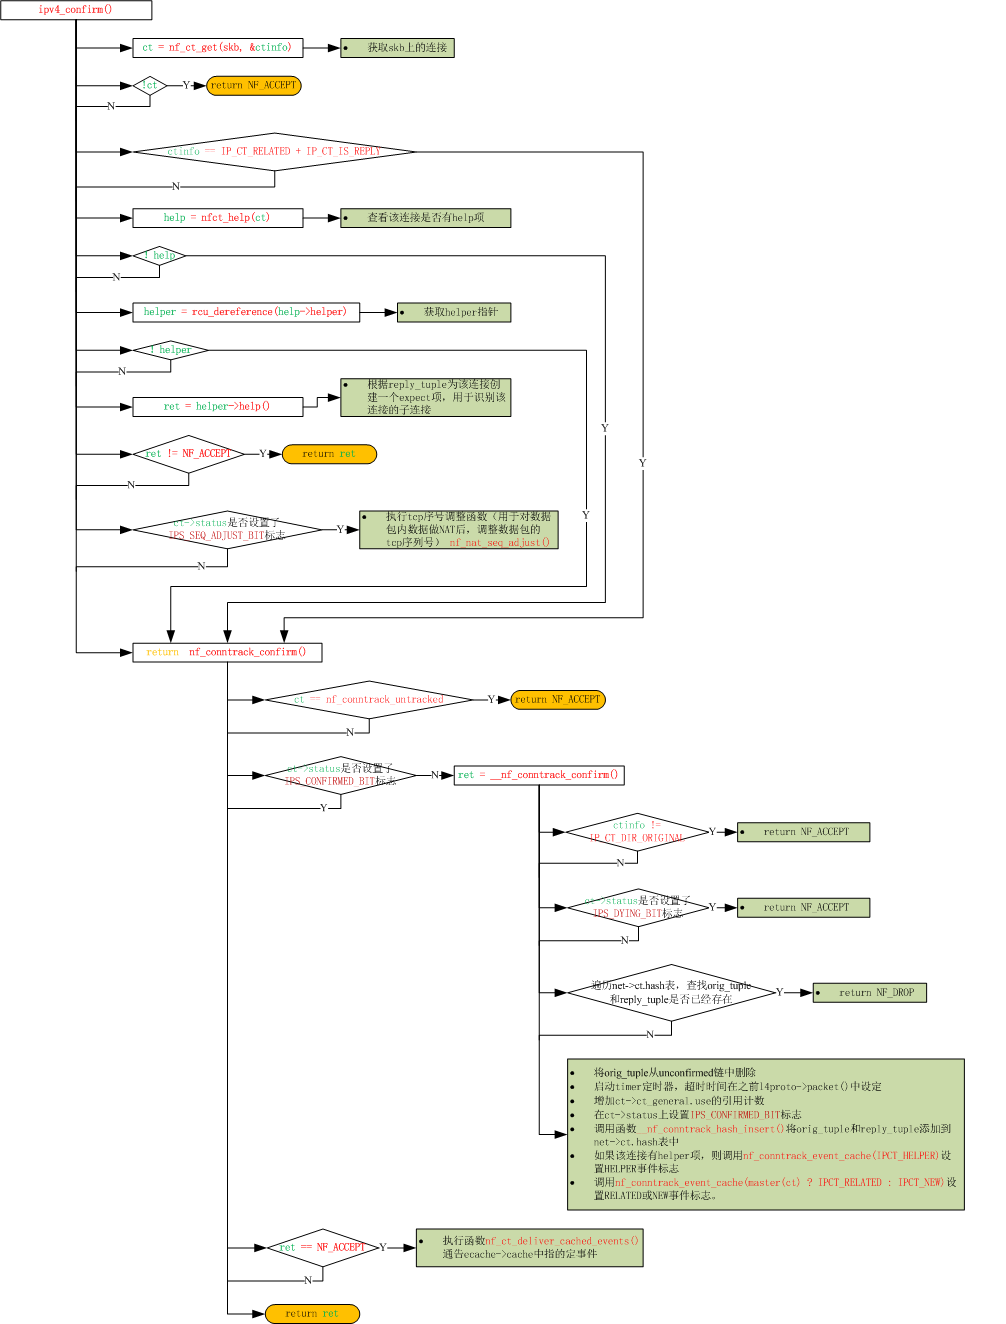 ipv4_confirm()
ct = nf_ct_get(skb, &ctinfo)
获取skb上的连接
!ct
Y
return NF_ACCEPT
N
ctinfo == IP_CT_RELATED + IP_CT_IS_REPLY
N
help = nfct_help(ct)
查看该连接是否有help项
! help
N
helper = rcu_dereference(help->helper)
获取helper指针
! helper
N
ret = helper->help()
根据reply_tuple为该连接创
建一个expect项，用于识别该
连接的子连接
Y
ret != NF_ACCEPT
Y
return ret
Y
N
ct->status是否设置了
IPS_SEQ_ADJUST_BIT标志
Y
执行tcp序号调整函数（用于对数据
包内数据做NAT后，调整数据包的
tcp序列号） nf_nat_seq_adjust()
Y
N
return nf_conntrack_confirm()
ct == nf_conntrack_untracked
Y
return NF_ACCEPT
N
ct->status是否设置了
IPS_CONFIRMED_BIT标志
N
ret = __nf_conntrack_confirm()
Y
ctinfo !=
IP_CT_DIR_ORIGINAL
Y
return NF_ACCEPT
N
ct->status是否设置了
IPS_DYING_BIT标志
Y
return NF_ACCEPT
N
遍历net->ct.hash表，查找orig_tuple
和reply_tuple是否已经存在
Y
return NF_DROP
N
将orig_tuple从unconfirmed链中删除
启动timer定时器，超时时间在之前l4proto->packet()中设定
增加ct->ct_general.use的引用计数
在ct->status上设置IPS_CONFIRMED_BIT标志
调用函数__nf_conntrack_hash_insert()将orig_tuple和reply_tuple添加到
net->ct.hash表中
如果该连接有helper项，则调用nf_conntrack_event_cache(IPCT_HELPER)设
置HELPER事件标志
调用nf_conntrack_event_cache(master(ct) ? IPCT_RELATED : IPCT_NEW)设
置RELATED或NEW事件标志。
ret == NF_ACCEPT
Y
执行函数nf_ct_deliver_cached_events()
通告ecache->cache中指的定事件
N
return ret